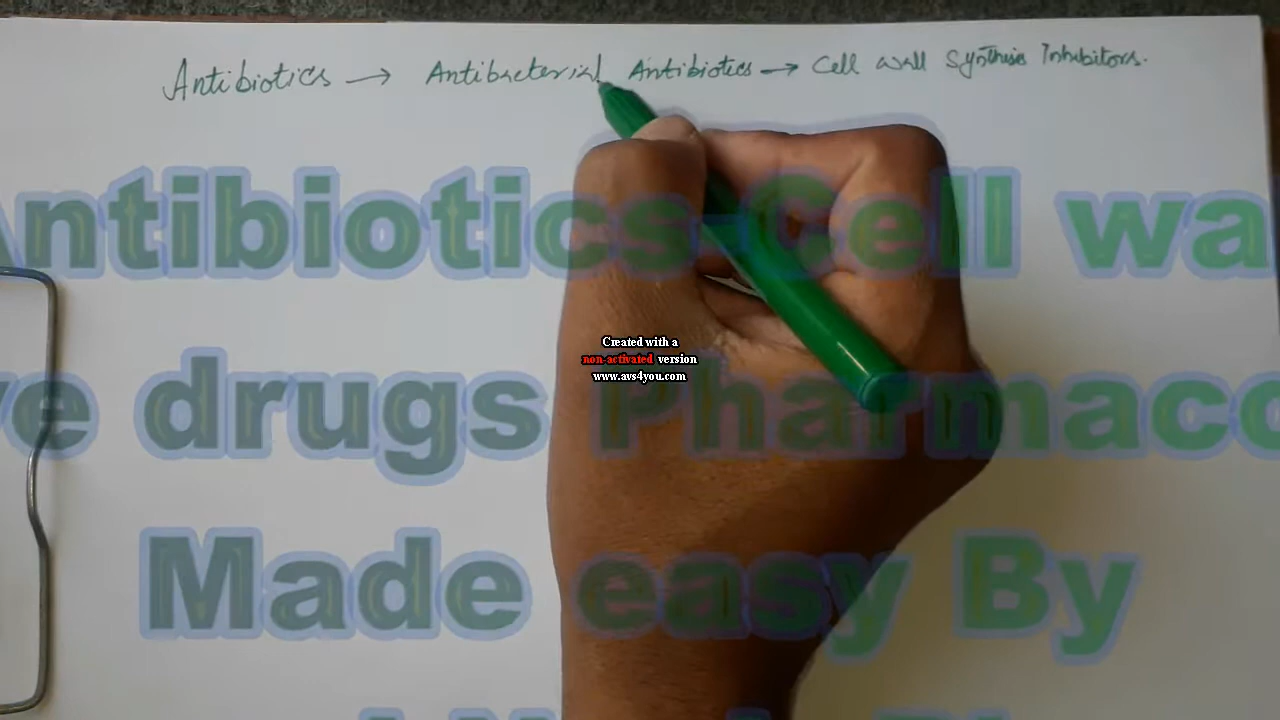 Antibiotics → Antibacterial Antibiotics → Cell wall Synthesis Inhibitors.
Antibiotics-Cell wa
ve drugs Pharmaco
Made easy By
Created with a
non-activated version
www.avs4you.com